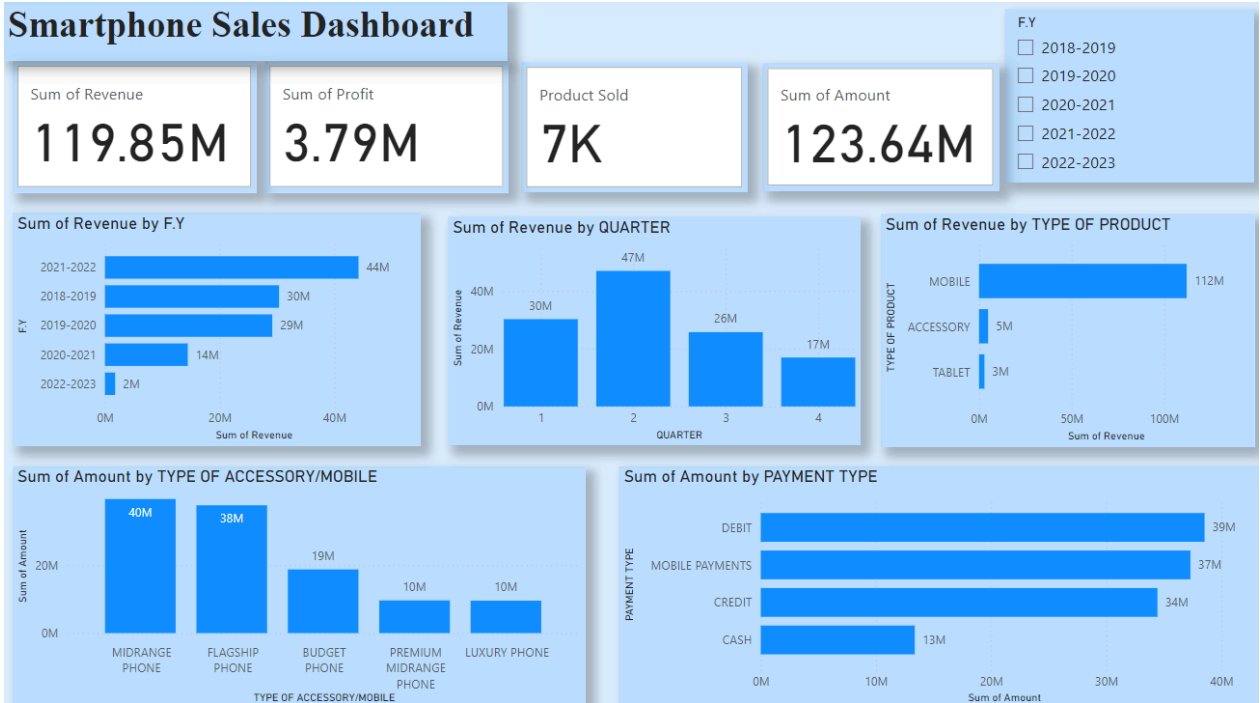 Smartphone Sales Dashboard
F.Y
2018-2019
2019-2020
2020-2021
2021-2022
2022-2023
Sum of Revenue
119.85M
Sum of Profit
3.79M
Product Sold
7K
Sum of Amount
123.64M
Sum of Revenue by F.Y
F.Y
2021-2022
44M
2018-2019
30M
2019-2020
29M
2020-2021
14M
2022-2023
2M
0M 20M 40M
Sum of Revenue
Sum of Revenue by QUARTER
Sum of Revenue
40M
20M
0M
30M
47M
26M
17M
1 2 3 4
QUARTER
Sum of Revenue by TYPE OF PRODUCT
TYPE OF PRODUCT
MOBILE
112M
ACCESSORY
5M
TABLET
3M
0M 50M 100M
Sum of Revenue
Sum of Amount by TYPE OF ACCESSORY/MOBILE
Sum of Amount
20M
0M
40M
38M
19M
10M
10M
MIDRANGE
PHONE
FLAGSHIP
PHONE
BUDGET
PHONE
PREMIUM
MIDRANGE
PHONE
LUXURY PHONE
TYPE OF ACCESSORY/MOBILE
Sum of Amount by PAYMENT TYPE
PAYMENT TYPE
DEBIT
39M
MOBILE PAYMENTS
37M
CREDIT
34M
CASH
13M
0M 10M 20M 30M 40M
Sum of Amount